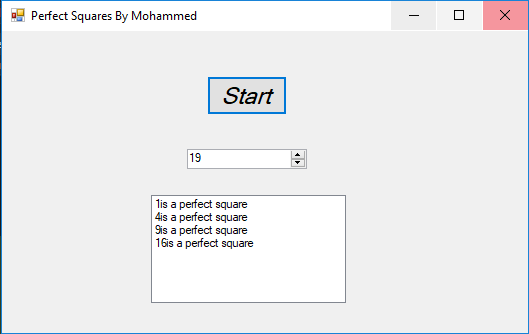 Perfect Squares By Mohammed
Start
19
1is a perfect square
4is a perfect square
9is a perfect square
16is a perfect square